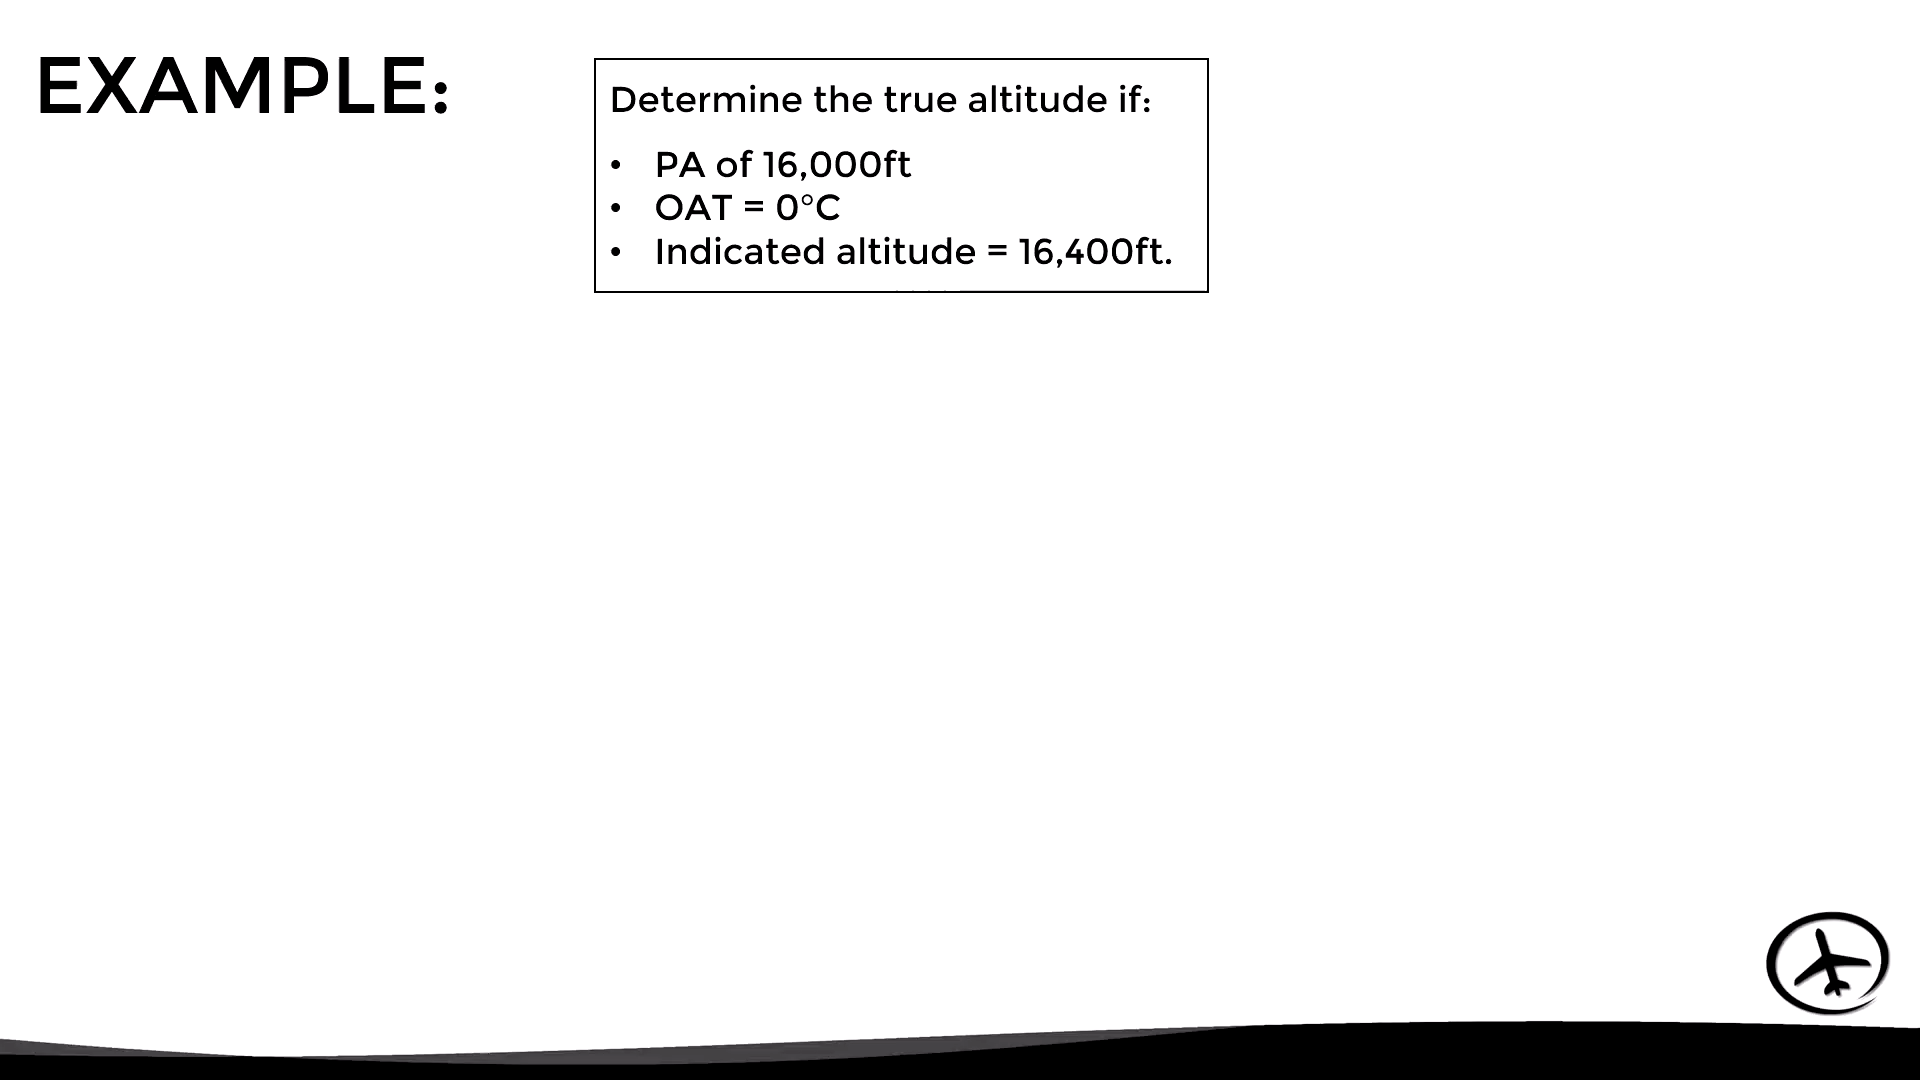 EXAMPLE:
Determine the true altitude if:
• PA of 16,000ft
• OAT = 0°C
• Indicated altitude = 16,400ft.